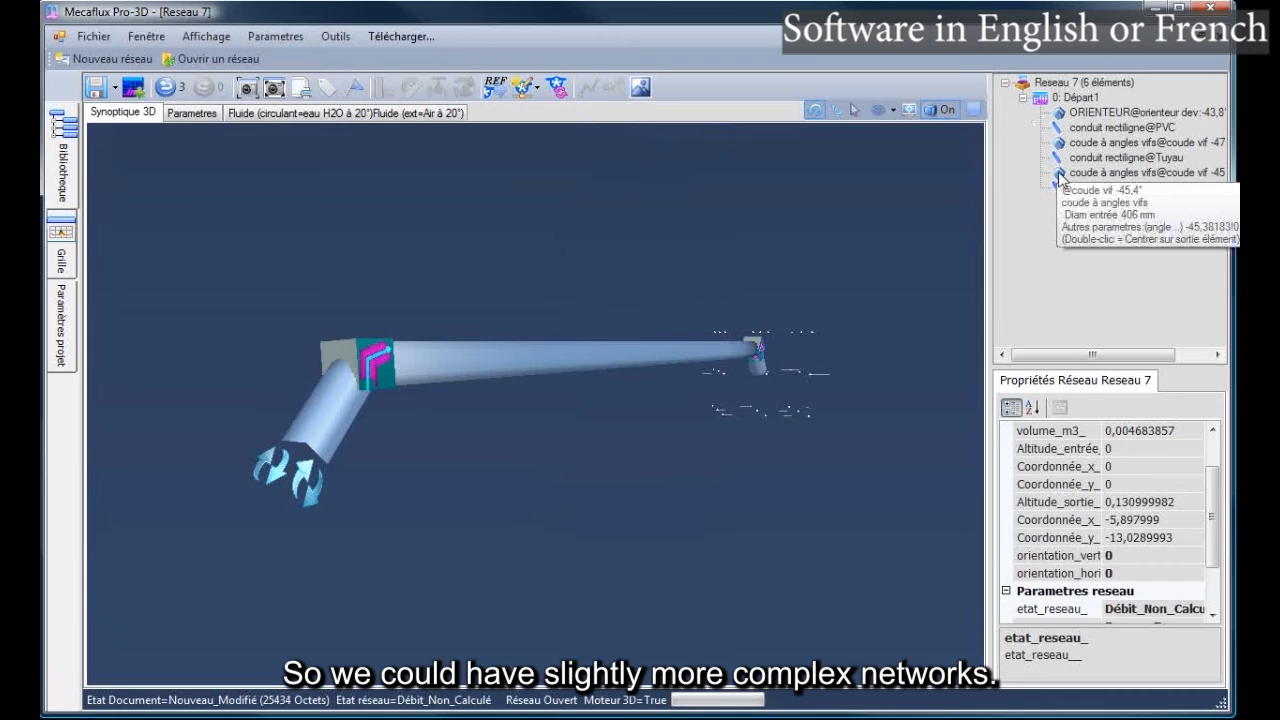 Mecaflux Pro-3D - [Reseau 7]
Software in English or French
Fichier Fenêtre Affichage Parametres Outils Télécharger...
Nouveau réseau Ouvrir un réseau
3 0 REF
Synoptique 3D Parametres Fluide (circulant=eau H2O à 20°)Fluide (ext=Air à 20°) On
Bibliothèque
Grille
Paramètres projet
Reseau 7 (6 éléments)
0: Départ1
ORIENTEUR@orienteur dev:-43,8°
conduit rectiligne@PVC
coude à angles vifs@coude vif -47
conduit rectiligne@Tuyau
coude à angles vifs@coude vif -45
@coude vif -45,4°
coude à angles vifs
Diam entrée 406 mm
Autres parametres:(angle...) -45,38183!0
(Double-clic = Centrer sur sortie élément)
Propriétés Réseau Reseau 7
volume_m3_ 0,004683857
Altitude_entrée_ 0
Coordonnée_x_ 0
Coordonnée_y_ 0
Altitude_sortie_ 0,130999982
Coordonnée_x_ -5,897999
Coordonnée_y_ -13,0289993
orientation_vert 0
orientation_hori 0
Parametres reseau
etat_reseau_ Débit_Non_Calcu
etat_reseau_
etat_reseau__
So we could have slightly more complex networks.
Etat Document=Nouveau_Modifié (25434 Octets) Etat réseau=Débit_Non_Calculé Réseau Ouvert Moteur 3D=True